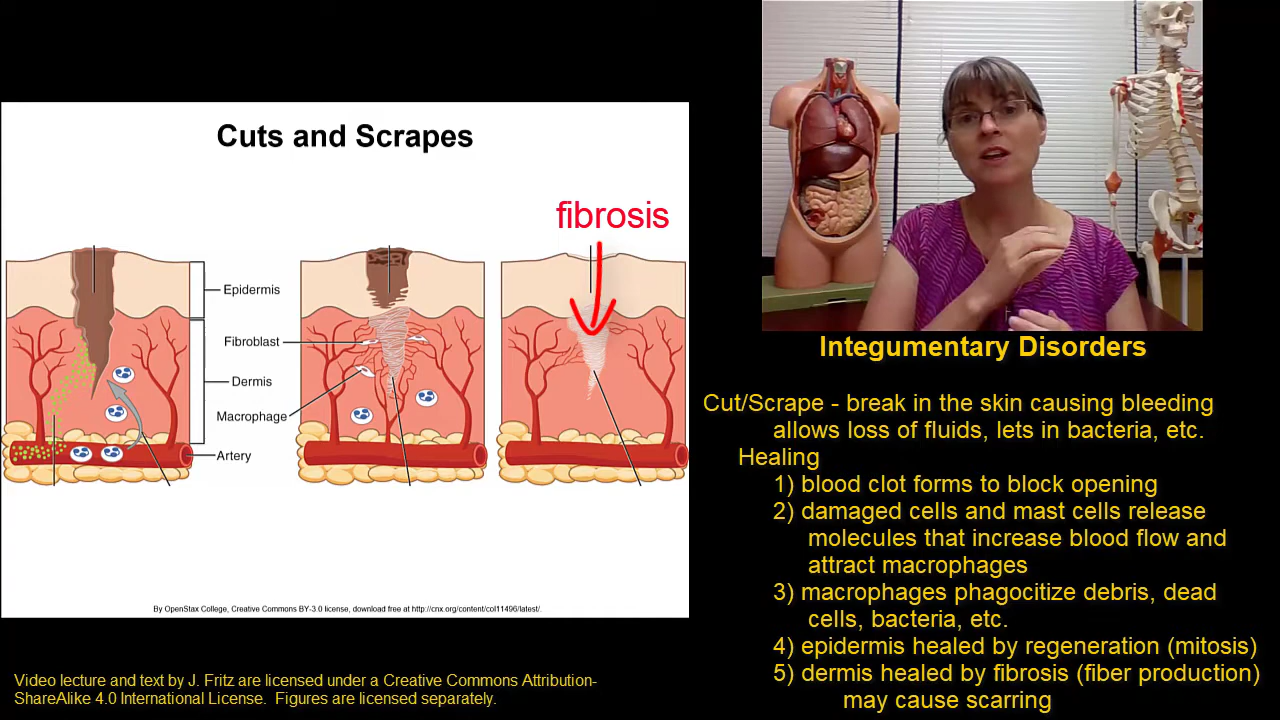 Cuts and Scrapes
fibrosis
Epidermis
Fibroblast
Dermis
Macrophage
Artery
By OpenStax College, Creative Commons BY-3.0 license, download free at http://cnx.org/content/col11496/latest/.
Integumentary Disorders
Cut/Scrape - break in the skin causing bleeding
allows loss of fluids, lets in bacteria, etc.
Healing
1) blood clot forms to block opening
2) damaged cells and mast cells release
molecules that increase blood flow and
attract macrophages
3) macrophages phagocitize debris, dead
cells, bacteria, etc.
4) epidermis healed by regeneration (mitosis)
5) dermis healed by fibrosis (fiber production)
may cause scarring
Video lecture and text by J. Fritz are licensed under a Creative Commons Attribution-
ShareAlike 4.0 International License.  Figures are licensed separately.